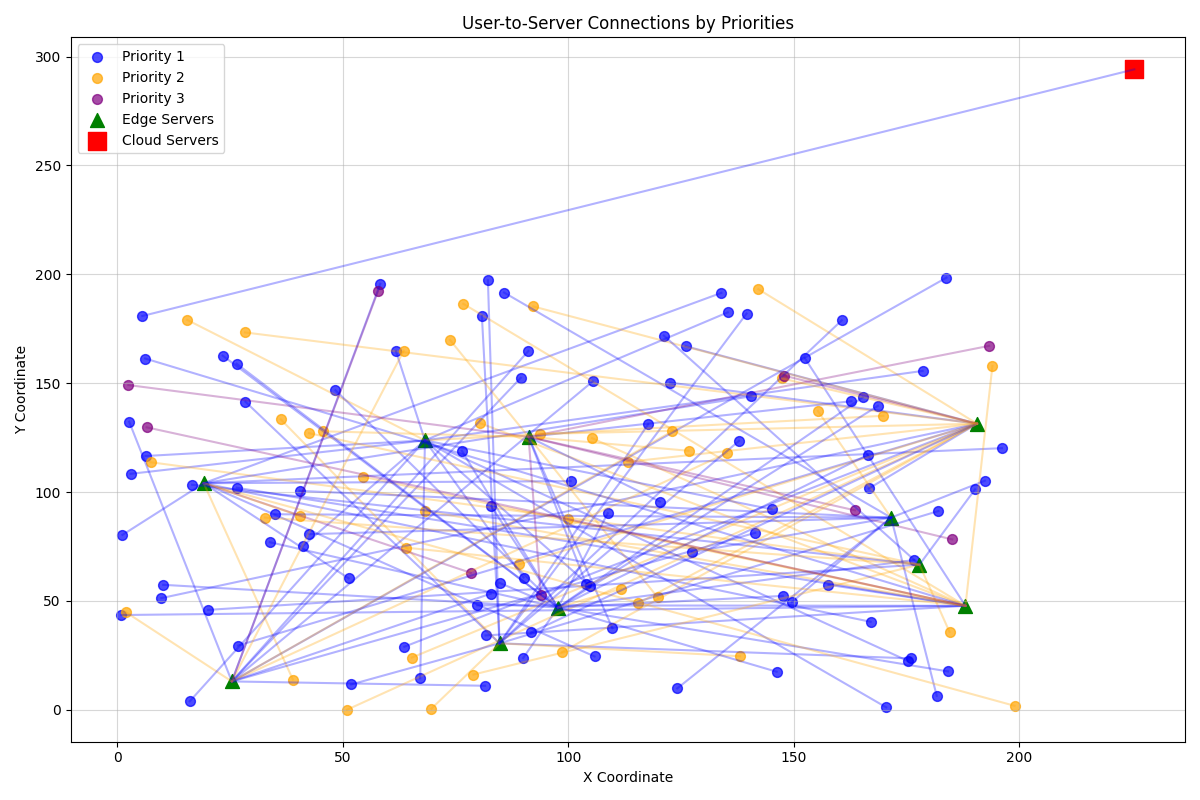 User-to-Server Connections by Priorities
Priority 1
Priority 2
Priority 3
Edge Servers
Cloud Servers
300
250
200
150
100
50
0
Y Coordinate
0
50
100
150
200
X Coordinate